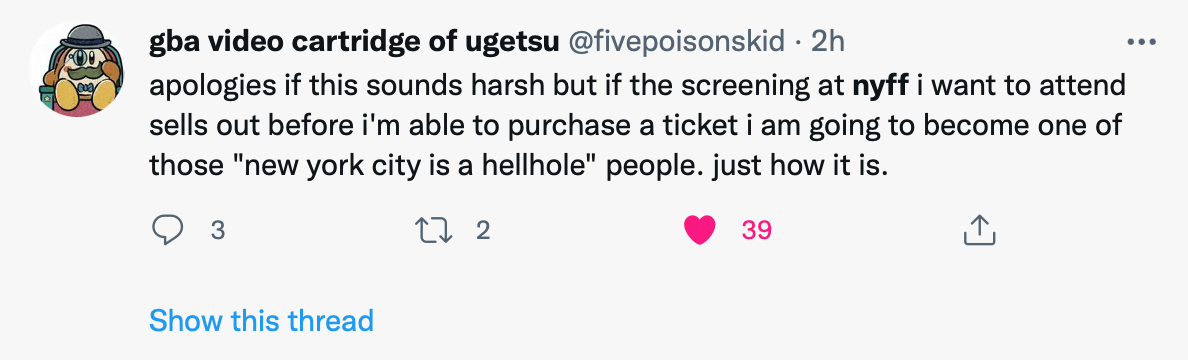 gba video cartridge of ugetsu @fivepoisonskid · 2h
apologies if this sounds harsh but if the screening at nyff i want to attend
sells out before i'm able to purchase a ticket i am going to become one of
those "new york city is a hellhole" people. just how it is.
3 2 39
Show this thread